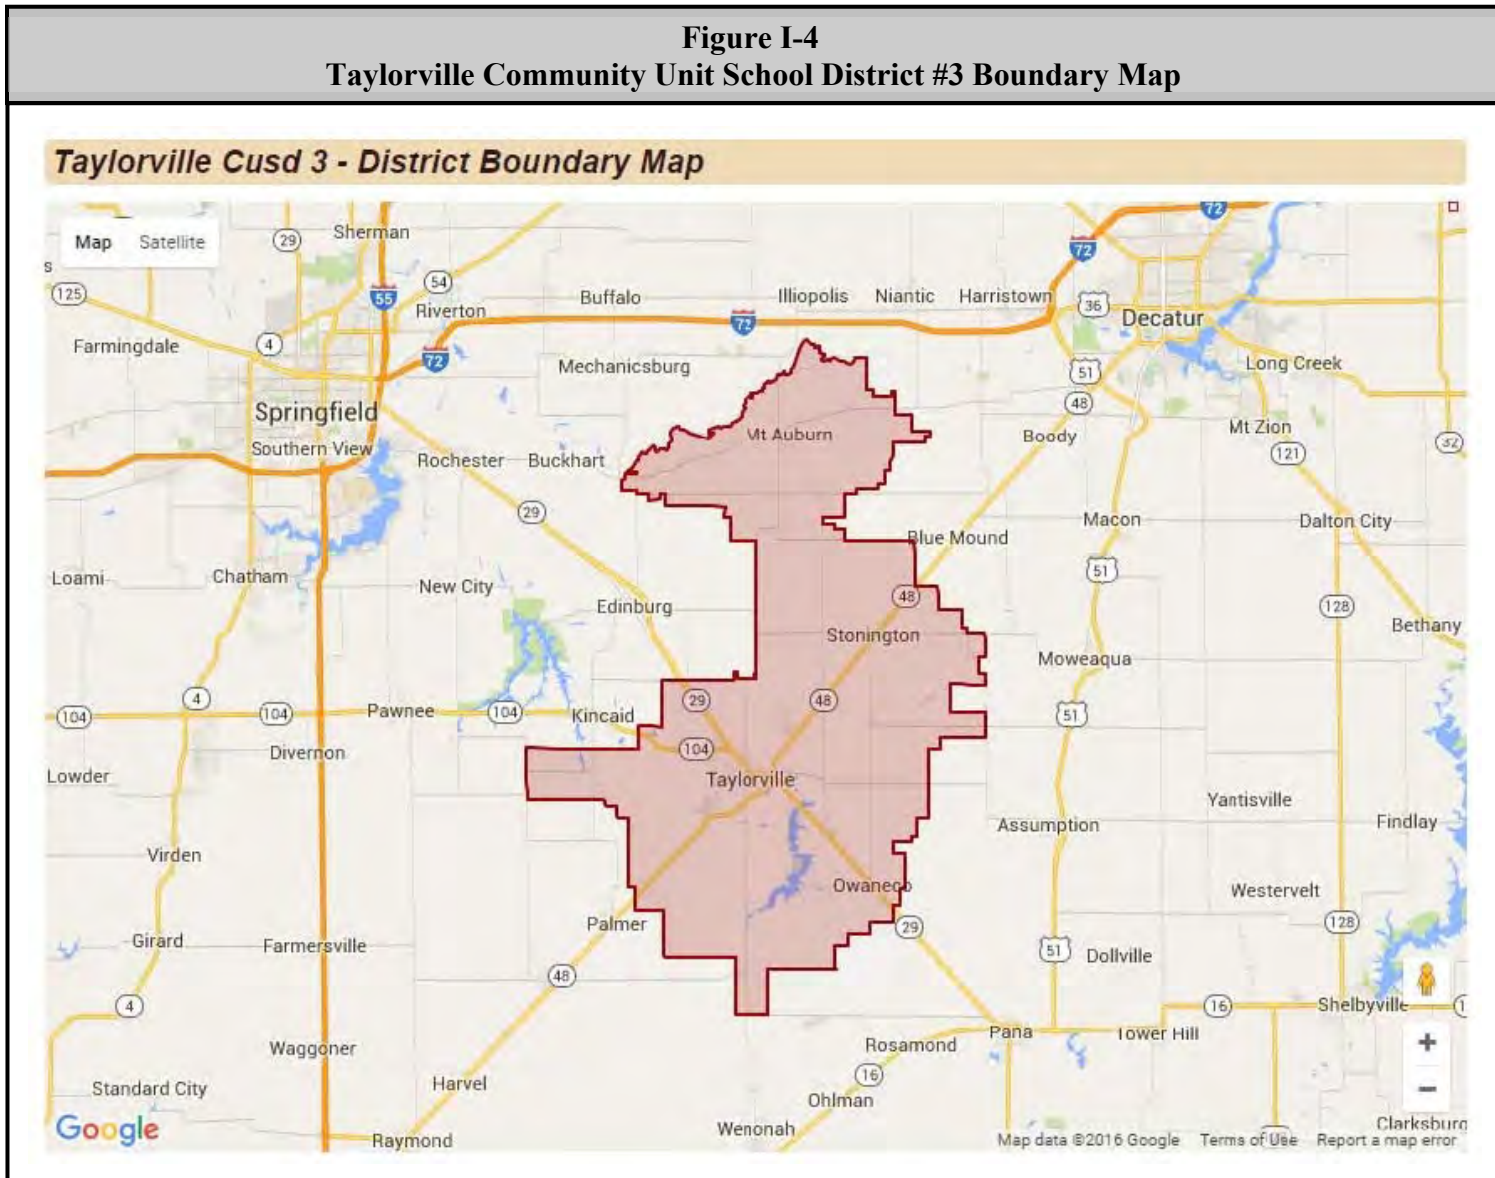 Figure I-4
Taylorville Community Unit School District #3 Boundary Map
Taylorville Cusd 3 - District Boundary Map
Map Satellite
72
Sherman
29
72
s
125
54
55
Riverton
Buffalo
Illiopolis Niantic Harristown
36
72
Decatur
4
Farmingdale
72
Mechanicsburg
51
Long Creek
48
Springfield
Southern View
Rochester Buckhart
Mt Auburn
Boody
Mt Zion
32
121
29
Blue Mound
Macon
Dalton City
51
Loami
Chatham
New City
Edinburg
48
128
Stonington
Bethany
Moweaqua
4
29
48
104
104
Pawnee
104
Kincaid
51
104
Divernon
Lowder
Taylorville
Yantisville
Assumption
Findlay
Virden
Owaneco
Westervelt
Palmer
29
128
Girard
Farmersville
51
Dollville
48
4
16
Shelbyville
1
Pana
Tower Hill
Waggoner
Rosamond
+
16
Harvel
Standard City
Ohlman
−
Google
Raymond
Wenonah
Clarksburg
Map data ©2016 Google Terms of Use Report a map error